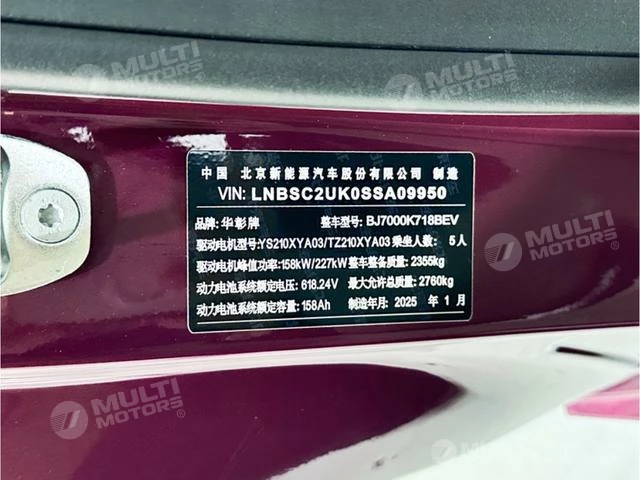 MULTI
MOTORS®
MULTI
MOTORS®
中国 北京新能源汽车股份有限公司 制造
VIN: LNBSC2UK0SSA09950
品牌: 华彰牌 整车型号: BJ7000K718BEV
驱动电机型号:YS210XYA03/TZ210XYA03 乘坐人数: 5人
驱动电机峰值功率:158kW/227kW 整车整备质量: 2355kg
动力电池系统额定电压: 618.24V 最大允许总质量: 2760kg
动力电池系统额定容量: 158Ah 制造年月: 2025 年 1 月
MULTI
MOTORS®
MULTI
MOTORS®
MULTI
MOTORS®